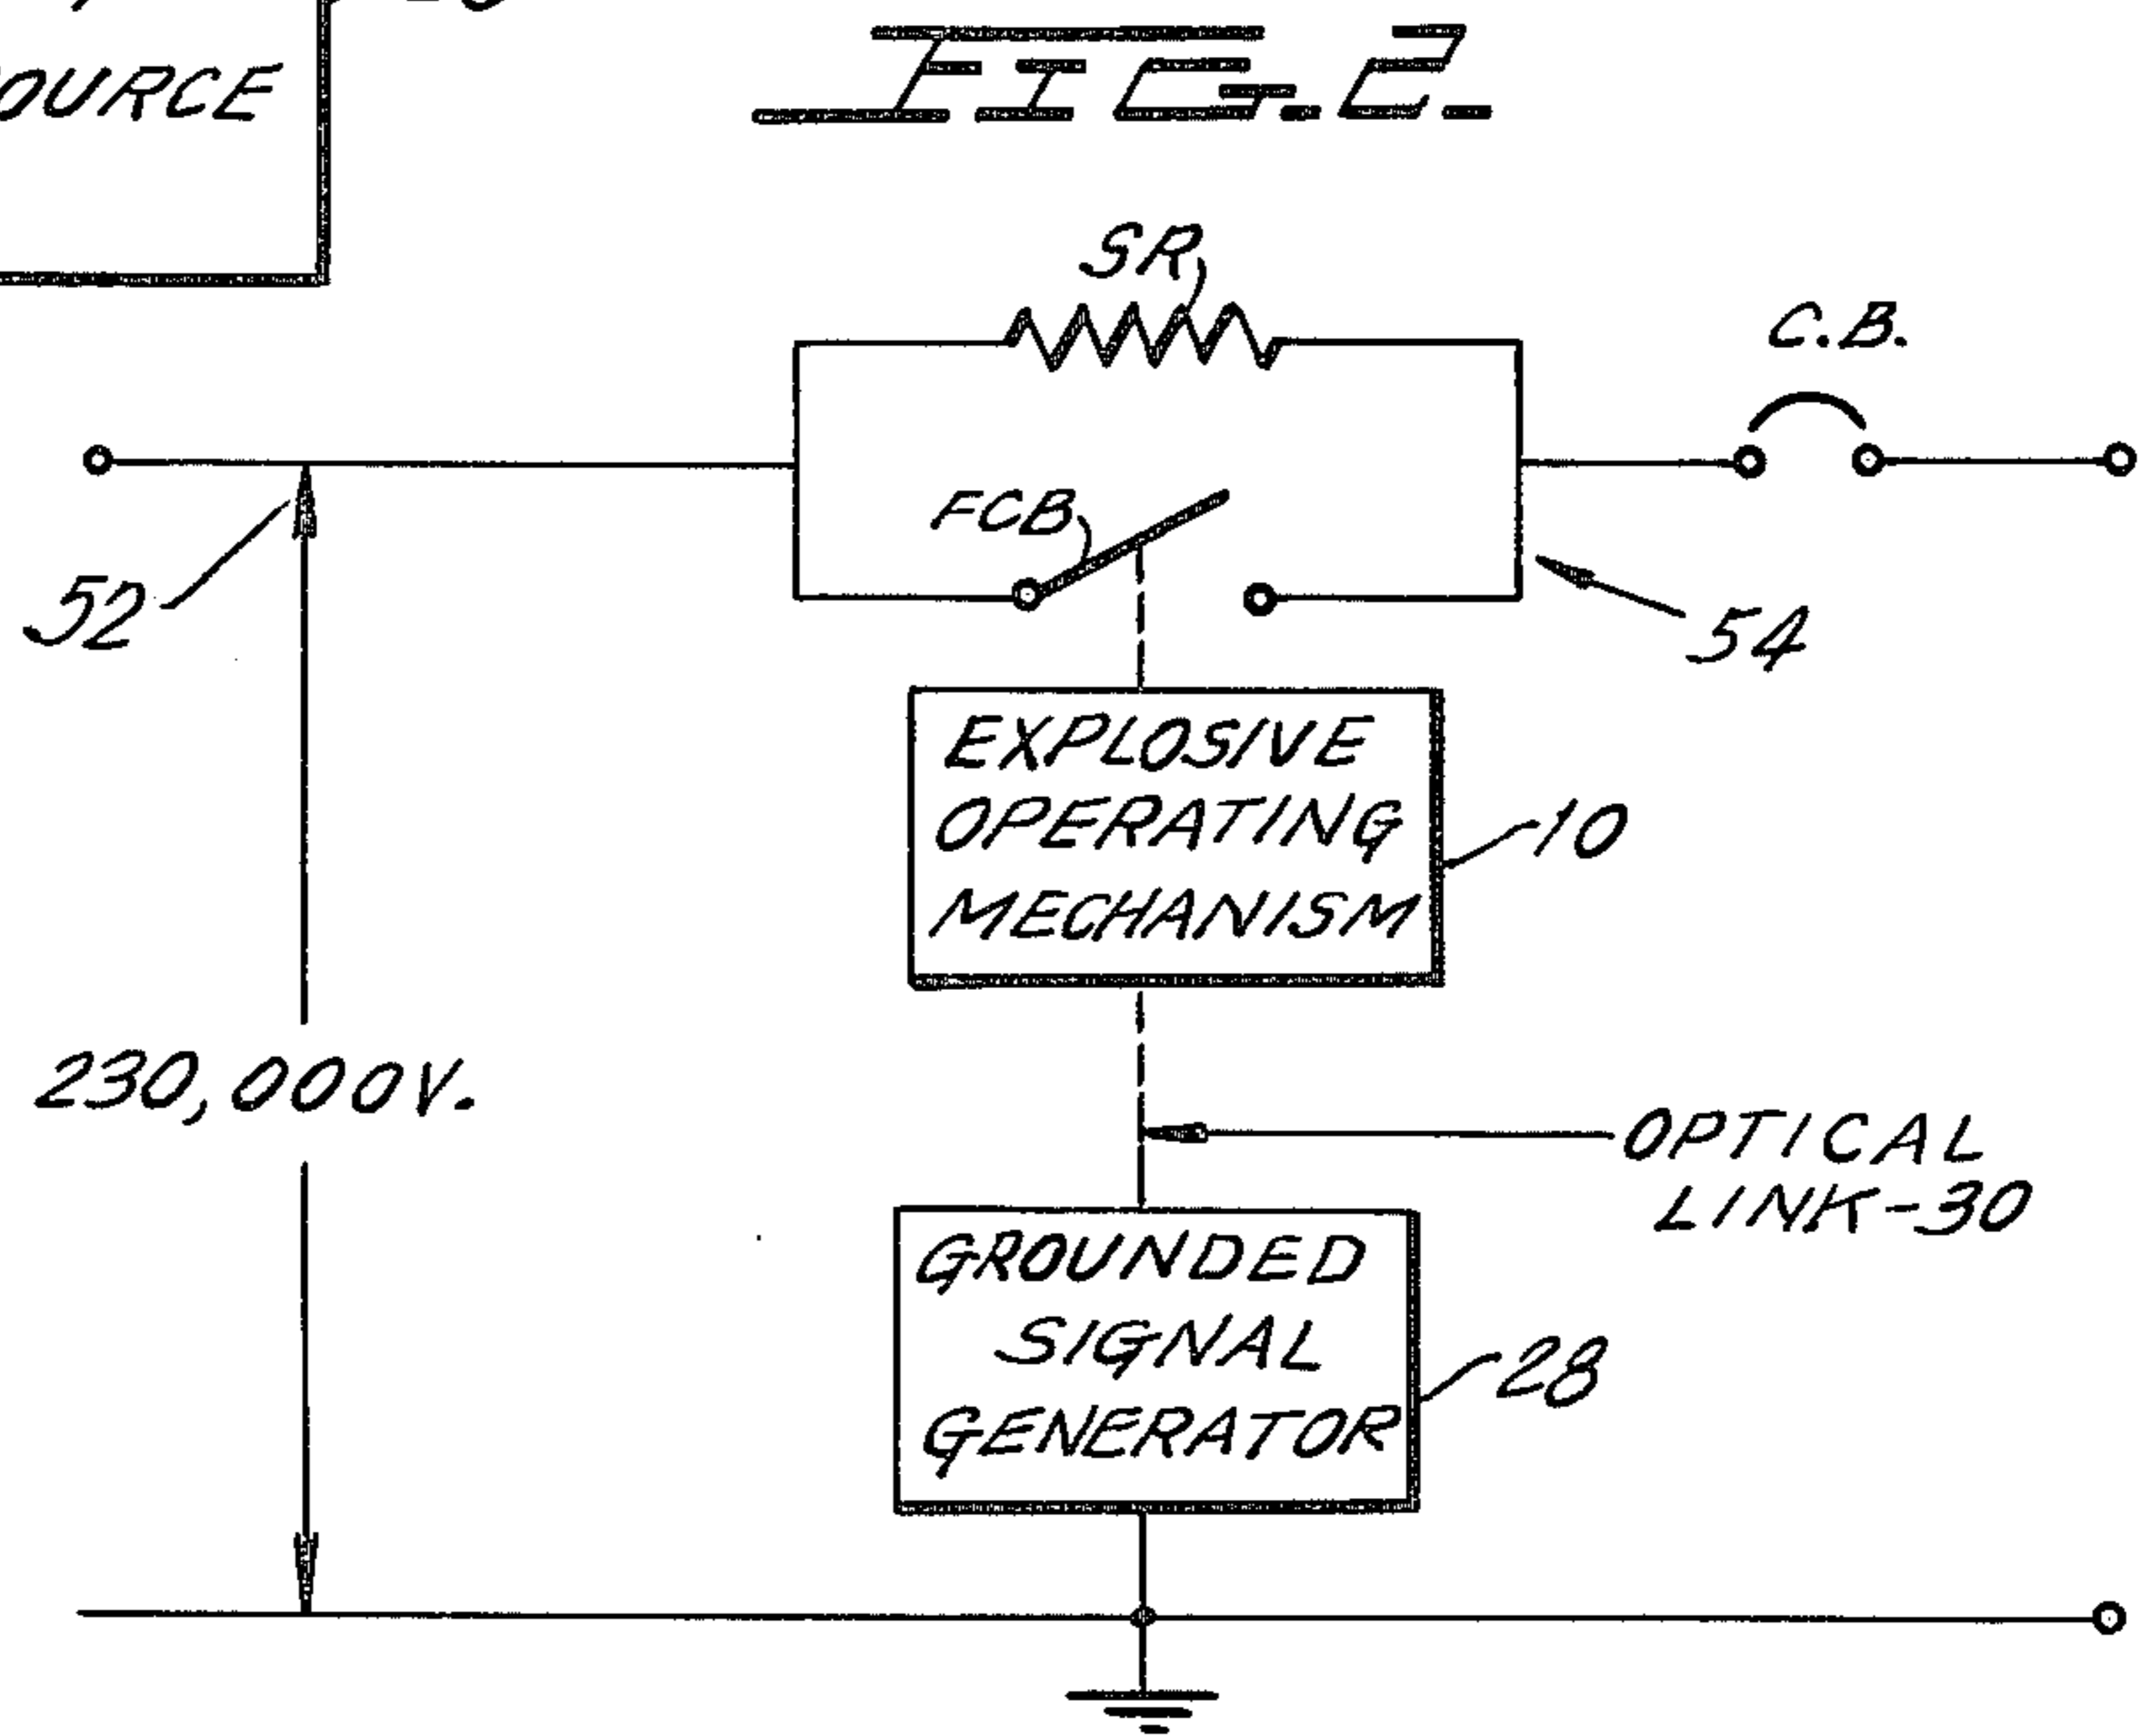 OURCE
FIG. 2.
SR
C.B.
FCB
52
54
EXPLOSIVE
OPERATING
MECHANISM
10
230,000V.
OPTICAL
LINK-30
GROUNDED
SIGNAL
GENERATOR
28